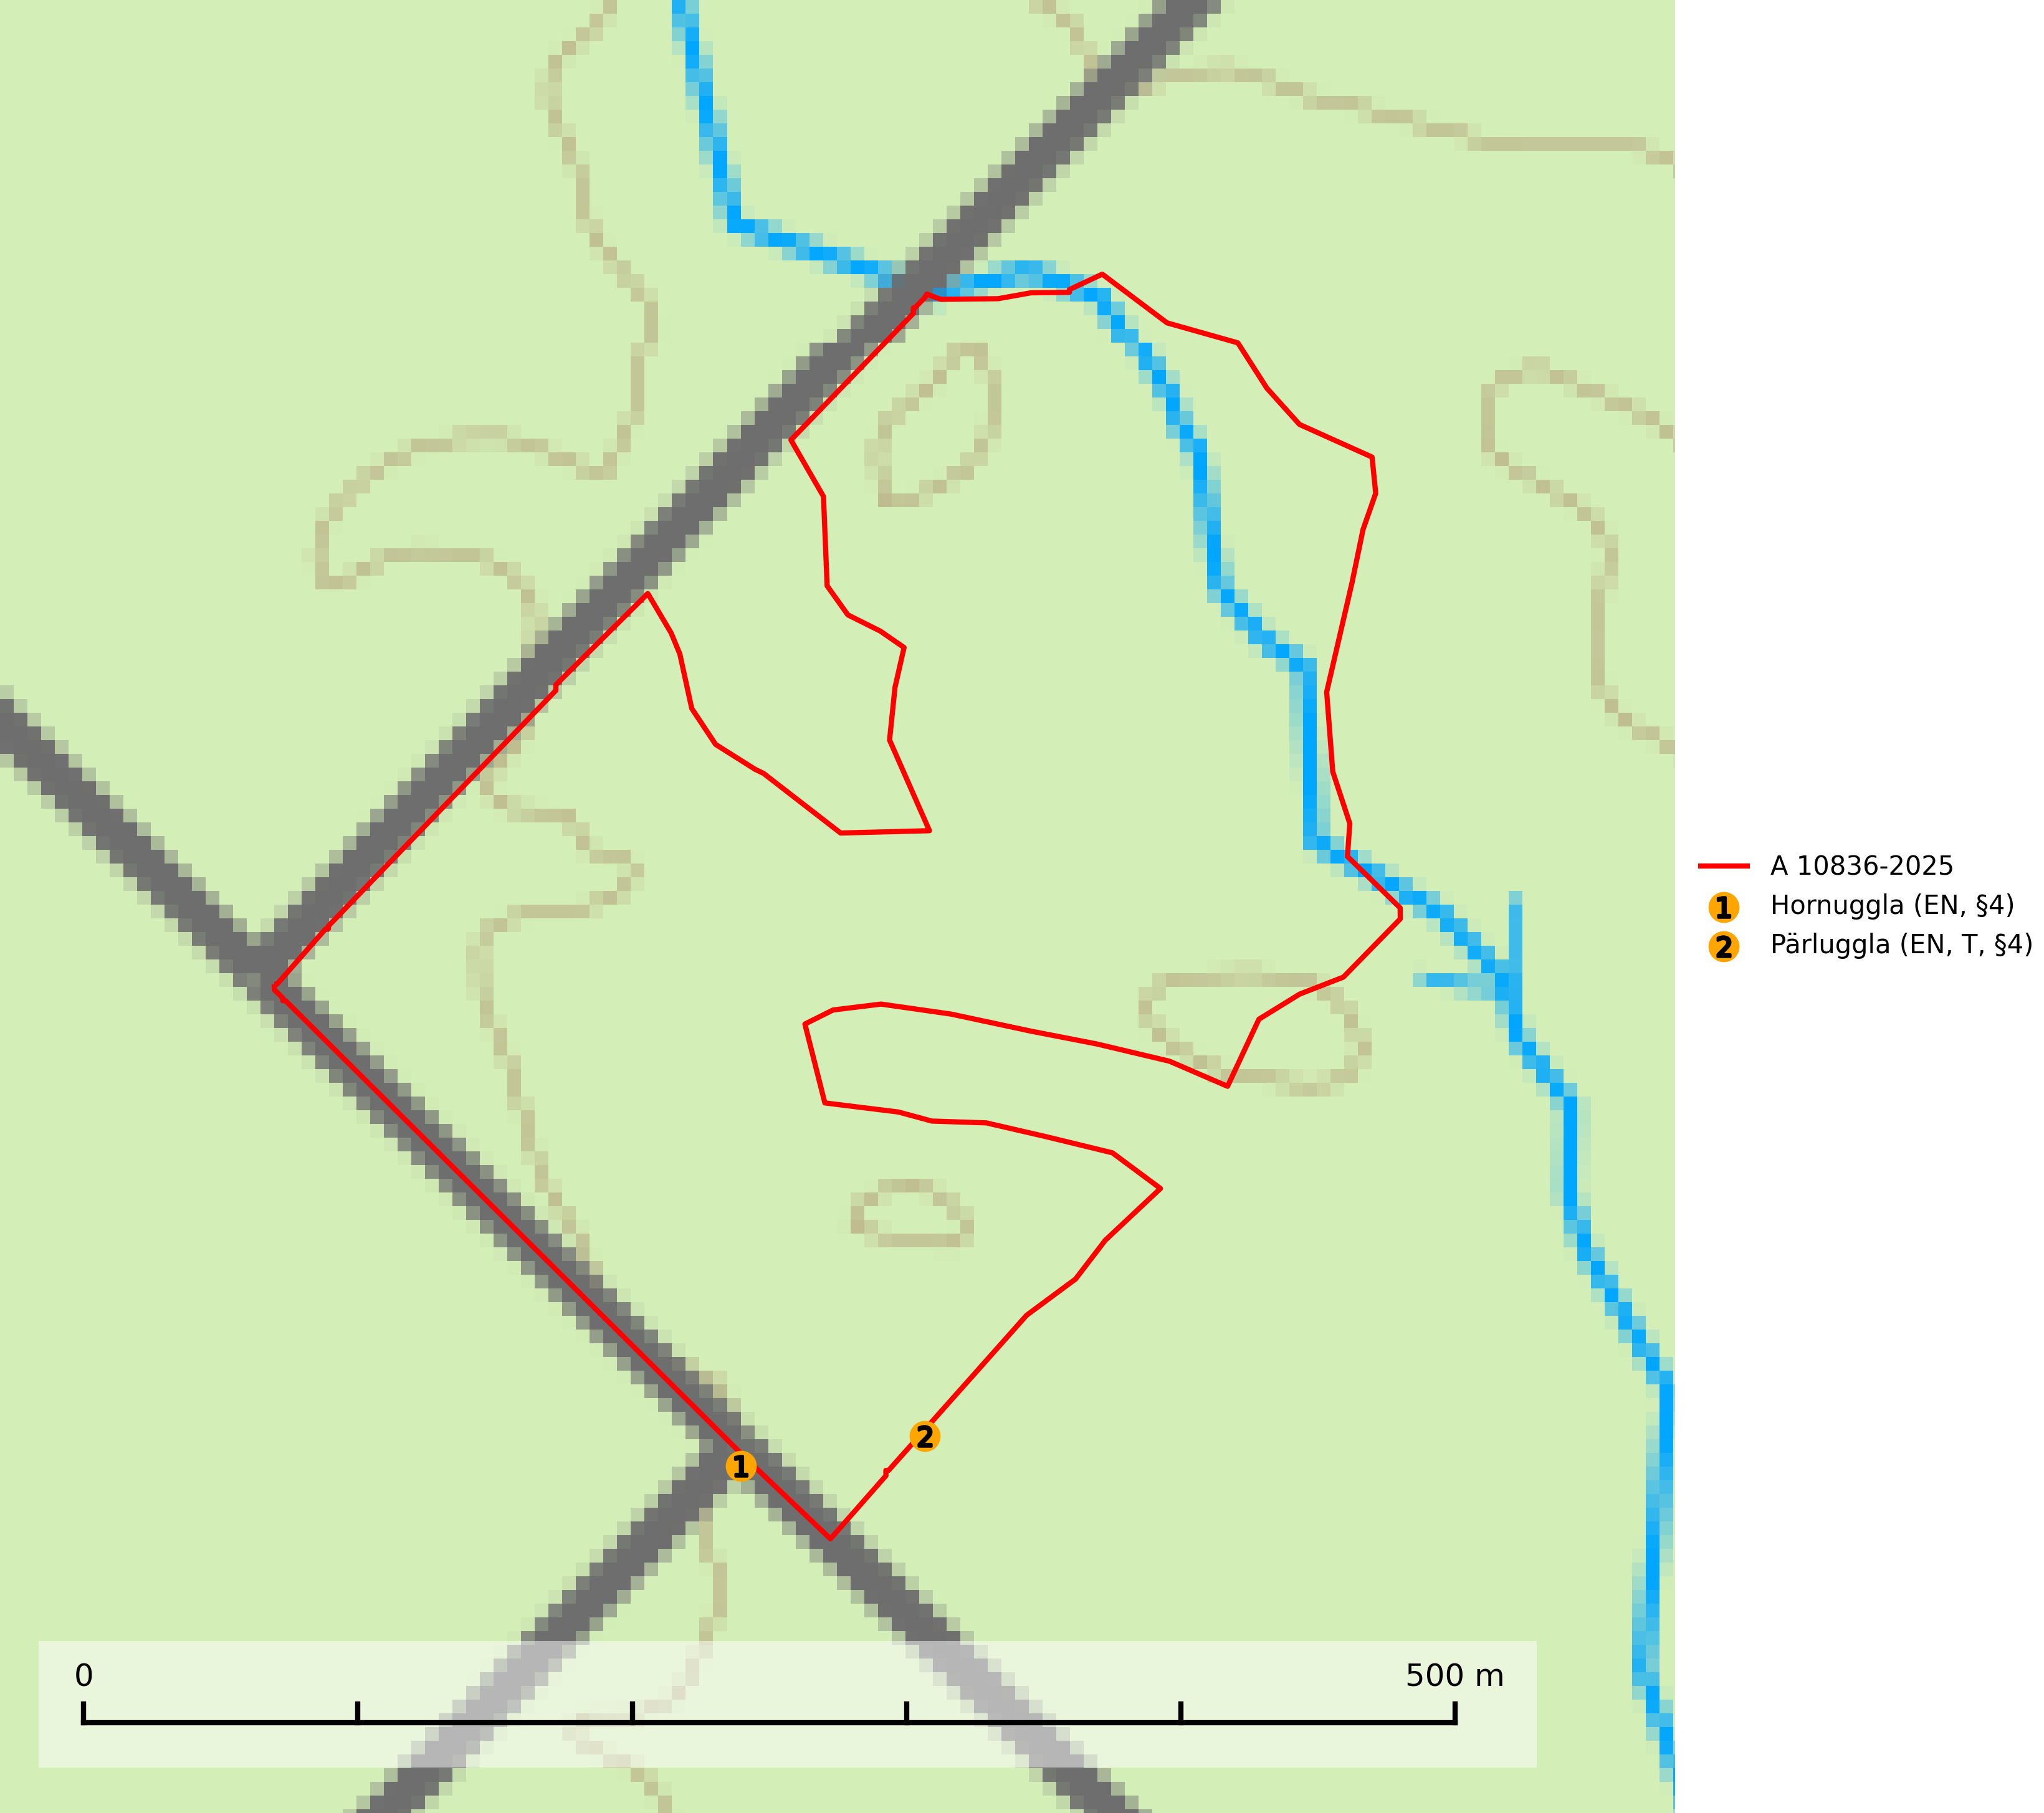 A 10836-2025
1 Hornuggla (EN, §4)
2 Pärluggla (EN, T, §4)
1
2
0 500 m